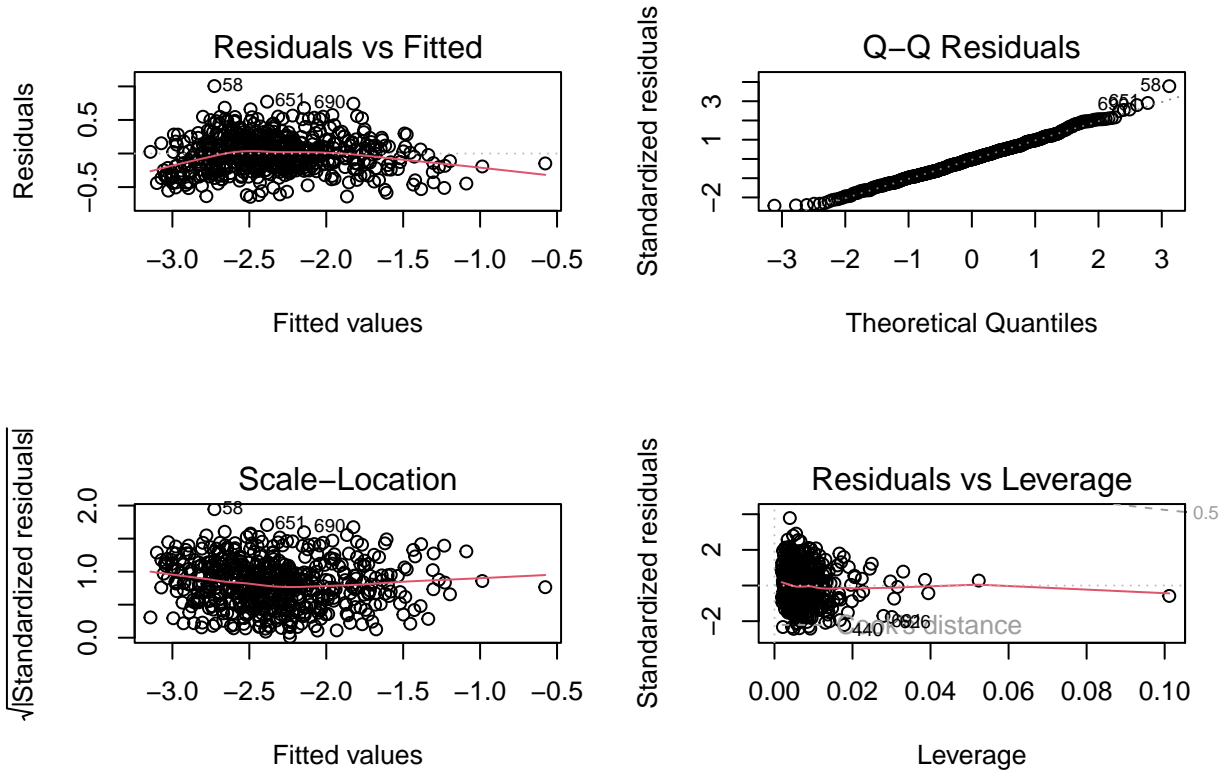 Residuals vs Fitted
Residuals
0.5
−0.5
58
651
690
−3.0 −2.5 −2.0 −1.5 −1.0 −0.5
Fitted values
Q−Q Residuals
Standardized residuals
3
1
−2
58
651
690
−3 −2 −1 0 1 2 3
Theoretical Quantiles
Scale−Location
√|Standardized residuals|
2.0
1.0
0.0
58
651
690
−3.0 −2.5 −2.0 −1.5 −1.0 −0.5
Fitted values
Residuals vs Leverage
Standardized residuals
2
0
−2
0.5
Cook's distance
440
0.00 0.02 0.04 0.06 0.08 0.10
Leverage